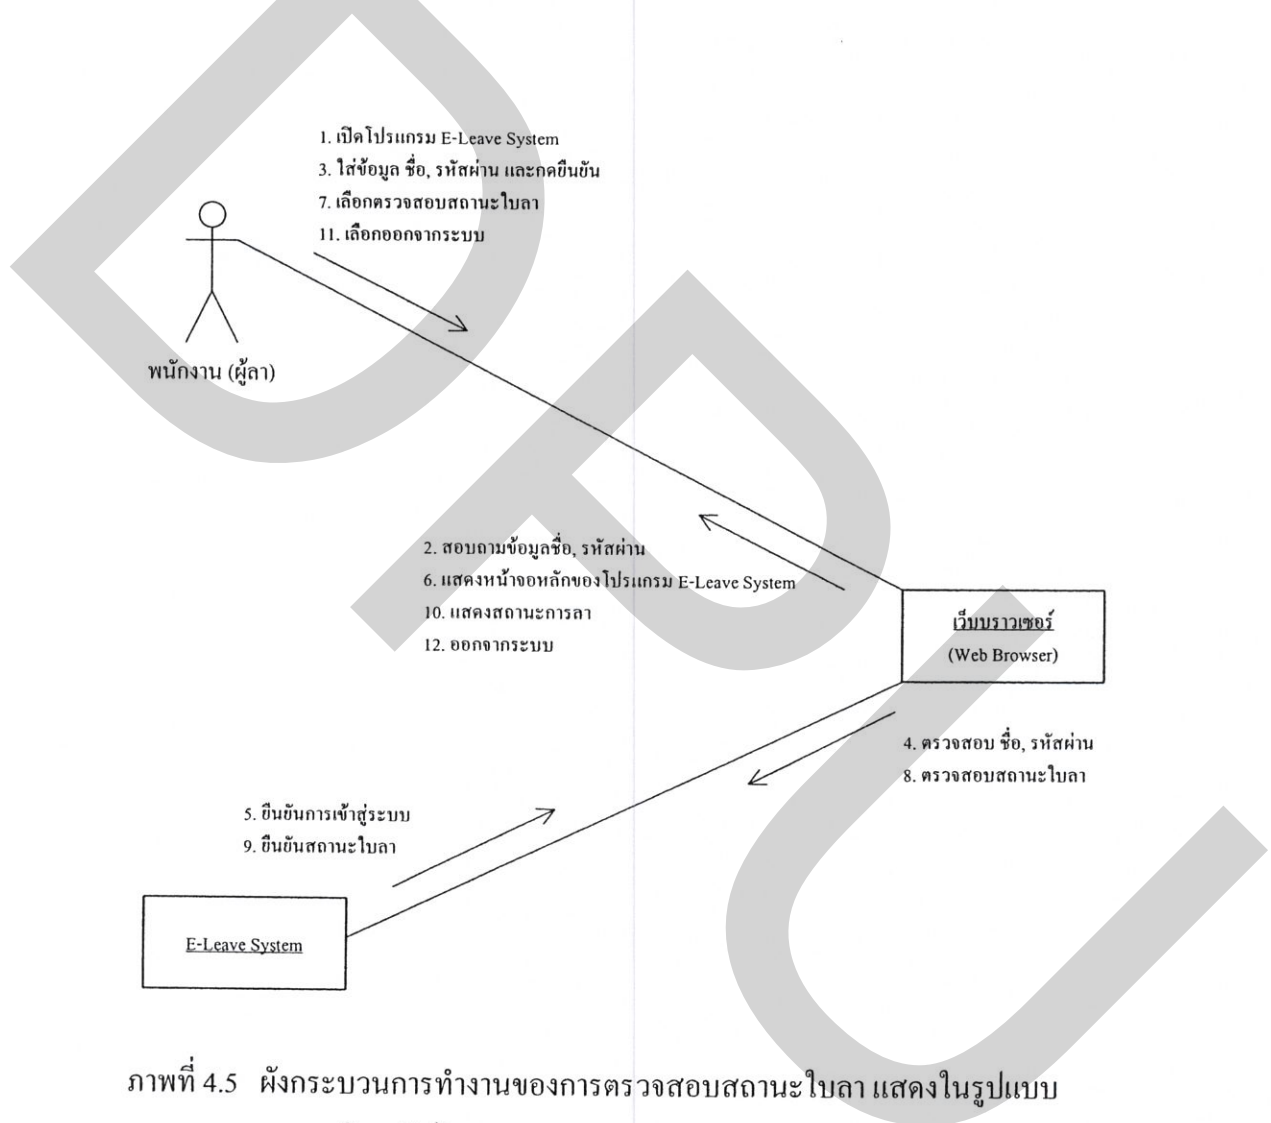 1. เปิดโปรแกรม E-Leave System
3. ใส่ข้อมูล ชื่อ, รหัสผ่าน และกดยืนยัน
7. เลือกตรวจสอบสถานะใบลา
11. เลือกออกจากระบบ
พนักงาน (ผู้ลา)
2. สอบถามข้อมูลชื่อ, รหัสผ่าน
6. แสดงหน้าจอหลักของโปรแกรม E-Leave System
10. แสดงสถานะการลา
12. ออกจากระบบ
เว็บบราวเซอร์
(Web Browser)
4. ตรวจสอบ ชื่อ, รหัสผ่าน
8. ตรวจสอบสถานะใบลา
5. ยืนยันการเข้าสู่ระบบ
9. ยืนยันสถานะใบลา
E-Leave System
ภาพที่ 4.5 ผังกระบวนการทำงานของการตรวจสอบสถานะใบลา แสดงในรูปแบบ
DPU